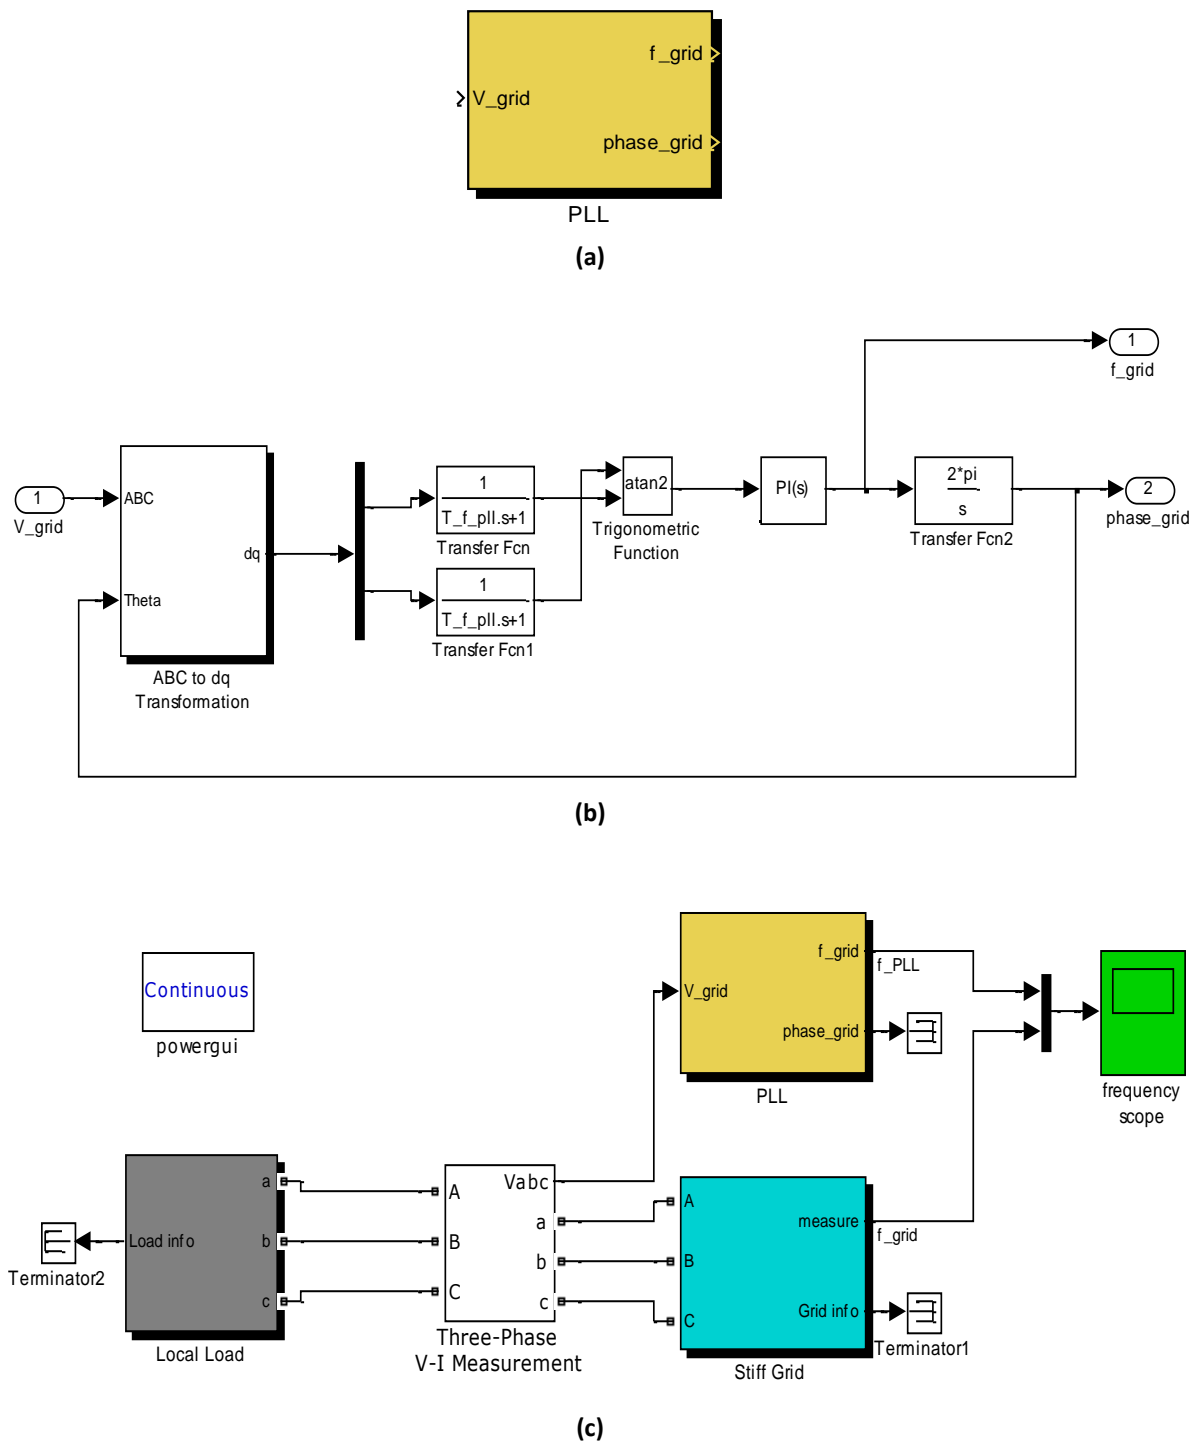 f_grid
V_grid
phase_grid
PLL
(a)
1
f_grid
1
V_grid
ABC
Theta
dq
ABC to dq
Transformation
1
T_f_pll.s+1
Transfer Fcn
1
T_f_pll.s+1
Transfer Fcn1
atan2
Trigonometric
Function
PI(s)
2*pi
s
Transfer Fcn2
2
phase_grid
(b)
Continuous
powergui
f_grid
V_grid
phase_grid
PLL
f_PLL
frequency
scope
Load info
a
b
c
Local Load
Terminator2
A
B
C
Vabc
a
b
c
Three-Phase
V-I Measurement
A
B
C
measure
Grid info
Stiff Grid
f_grid
Terminator1
(c)